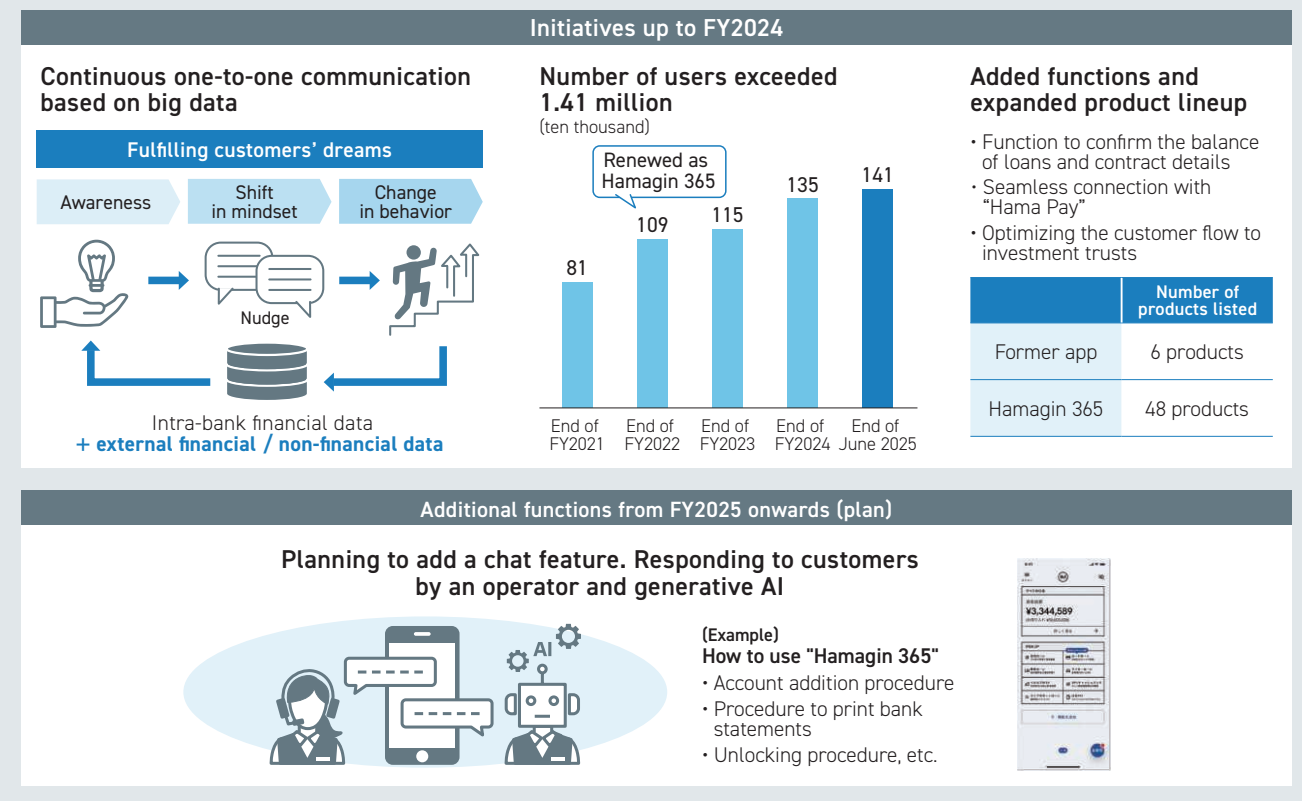 Initiatives up to FY2024
Continuous one-to-one communication
based on big data
Fulfilling customers’ dreams
Awareness
Shift
in mindset
Change
in behavior
Nudge
Intra-bank financial data
+ external financial / non-financial data
Number of users exceeded
1.41 million
(ten thousand)
Renewed as
Hamagin 365
81
109
115
135
141
End of
FY2021
End of
FY2022
End of
FY2023
End of
FY2024
End of
June 2025
Added functions and
expanded product lineup
・Function to confirm the balance
of loans and contract details
・Seamless connection with
“Hama Pay”
・Optimizing the customer flow to
investment trusts
Number of
products listed
Former app 6 products
Hamagin 365 48 products
Additional functions from FY2025 onwards (plan)
Planning to add a chat feature. Responding to customers
by an operator and generative AI
AI
(Example)
How to use "Hamagin 365"
・Account addition procedure
・Procedure to print bank
statements
・Unlocking procedure, etc.
¥3,344,589